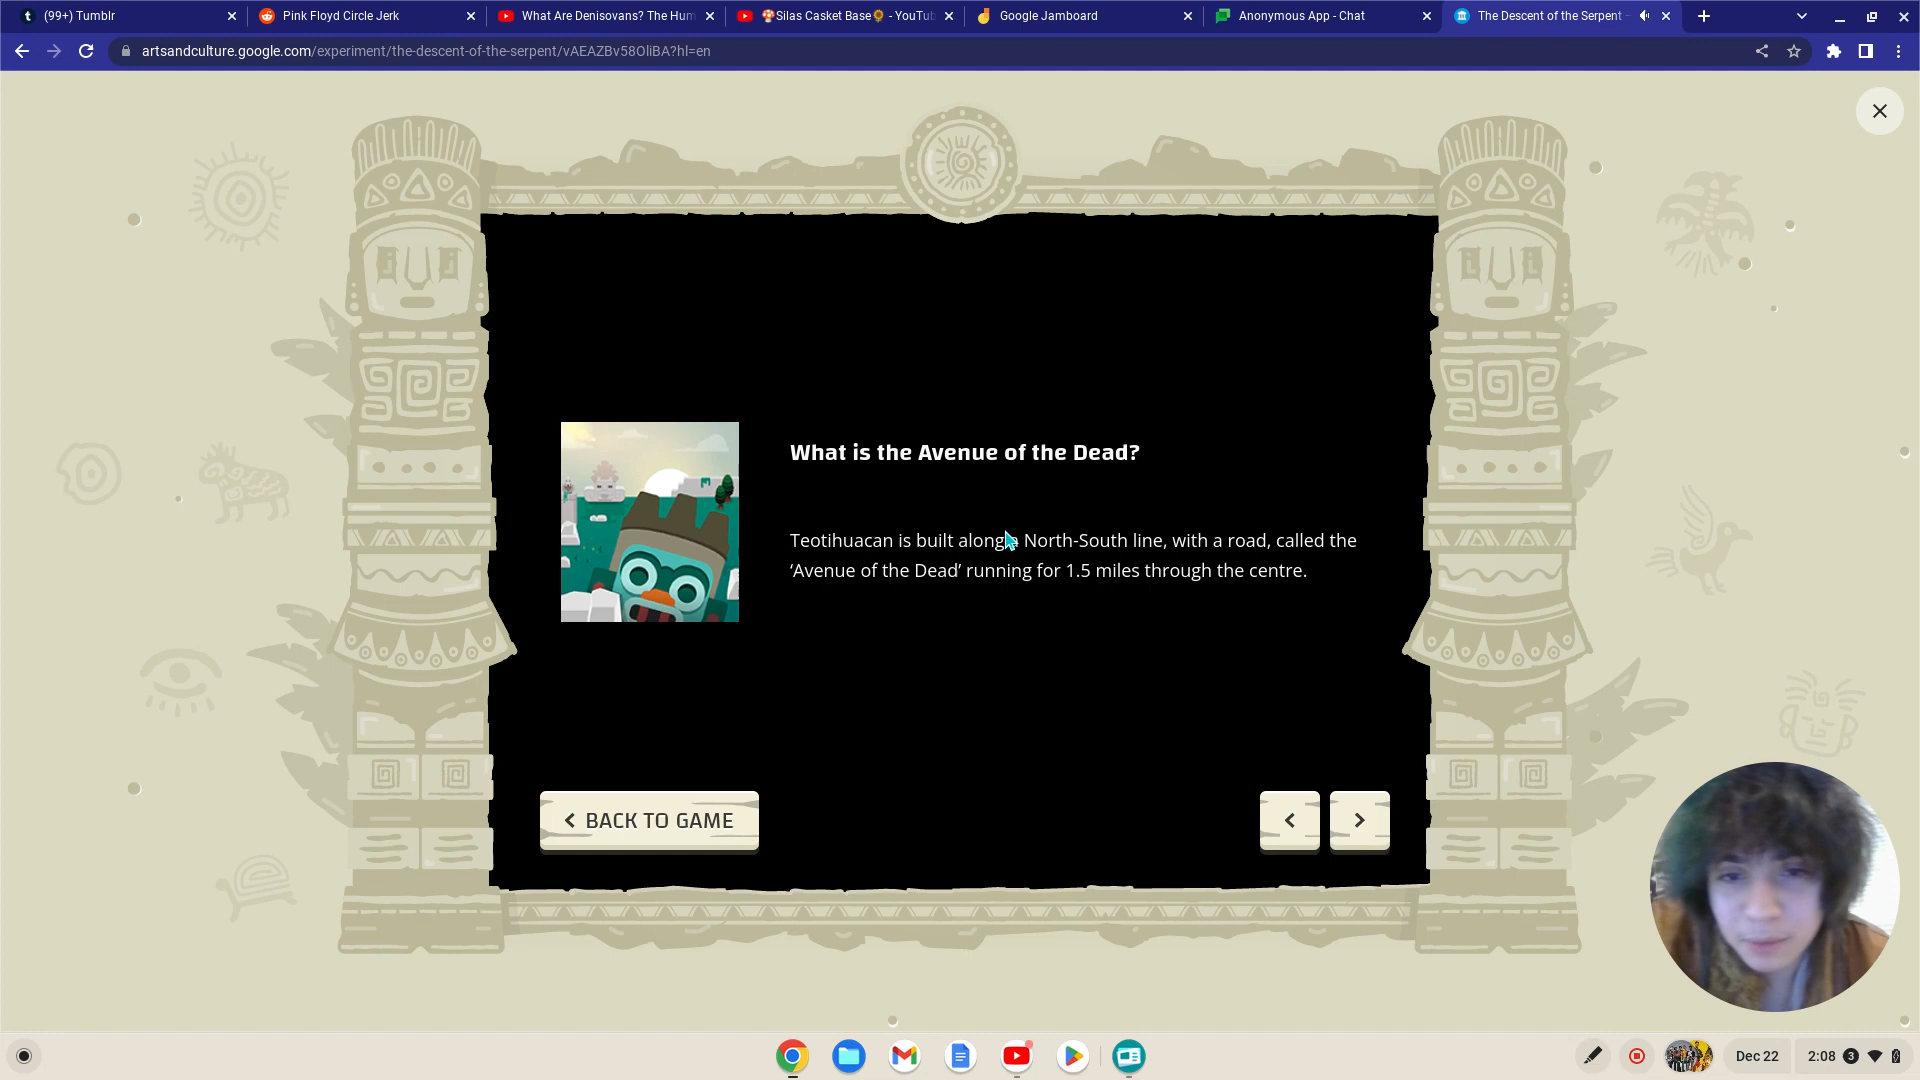 (99+) Tumblr
Pink Floyd Circle Jerk
What Are Denisovans? The Hum
🍄Silas Casket Base🌻 - YouTub
Google Jamboard
Anonymous App - Chat
The Descent of the Serpent -
artsandculture.google.com/experiment/the-descent-of-the-serpent/vAEAZBv58OliBA?hl=en
What is the Avenue of the Dead?
Teotihuacan is built along a North-South line, with a road, called the
‘Avenue of the Dead’ running for 1.5 miles through the centre.
BACK TO GAME
Dec 22
2:08
3